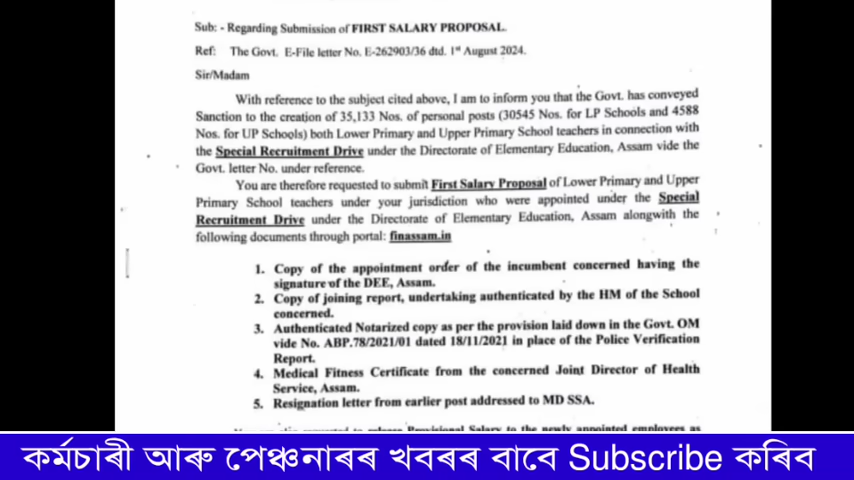 Sub: - Regarding Submission of FIRST SALARY PROPOSAL.
Ref: The Govt. E-File letter No. E-262903/36 dtd. 1st August 2024.
Sir/Madam
With reference to the subject cited above, I am to inform you that the Govt. has conveyed
Sanction to the creation of 35,133 Nos. of personal posts (30545 Nos. for LP Schools and 4588
Nos. for UP Schools) both Lower Primary and Upper Primary School teachers in connection with
the Special Recruitment Drive under the Directorate of Elementary Education, Assam vide the
Govt. letter No. under reference.
You are therefore requested to submit First Salary Proposal of Lower Primary and Upper
Primary School teachers under your jurisdiction who were appointed under the Special
Recruitment Drive under the Directorate of Elementary Education, Assam alongwith the
following documents through portal: finassam.in
1. Copy of the appointment order of the incumbent concerned having the
signature of the DEE, Assam.
2. Copy of joining report, undertaking authenticated by the HM of the School
concerned.
3. Authenticated Notarized copy as per the provision laid down in the Govt. OM
vide No. ABP.78/2021/01 dated 18/11/2021 in place of the Police Verification
Report.
4. Medical Fitness Certificate from the concerned Joint Director of Health
Service, Assam.
5. Resignation letter from earlier post addressed to MD SSA.
Provisional Salary to the newly appointed employees as
কৰ্মচাৰী আৰু পেঞ্চনাৰৰ খবৰৰ বাবে Subscribe কৰিব